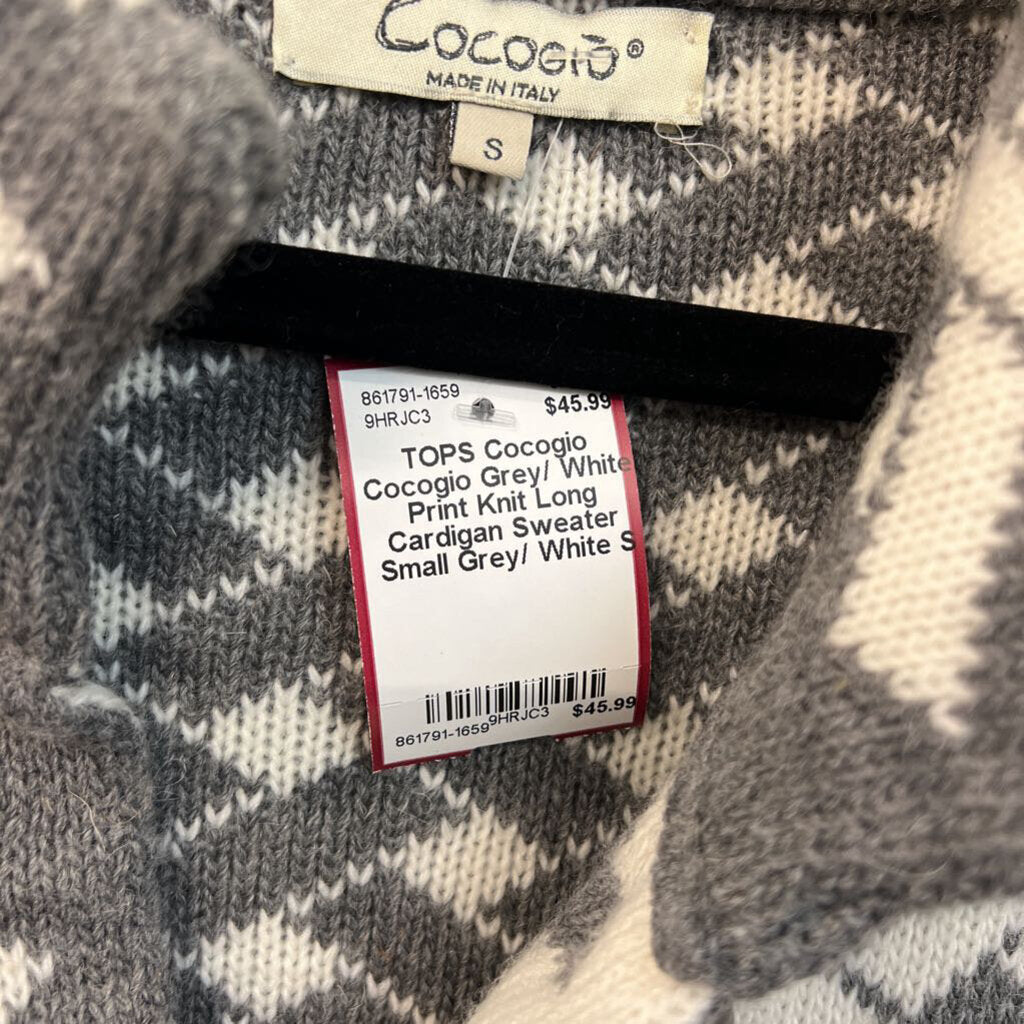 Cocogiō®
MADE IN ITALY
S
861791-1659
9HRJC3
$45.99
TOPS Cocogio
Cocogio Grey/ White
Print Knit Long
Cardigan Sweater
Small Grey/ White S
861791-1659
9HRJC3
$45.99